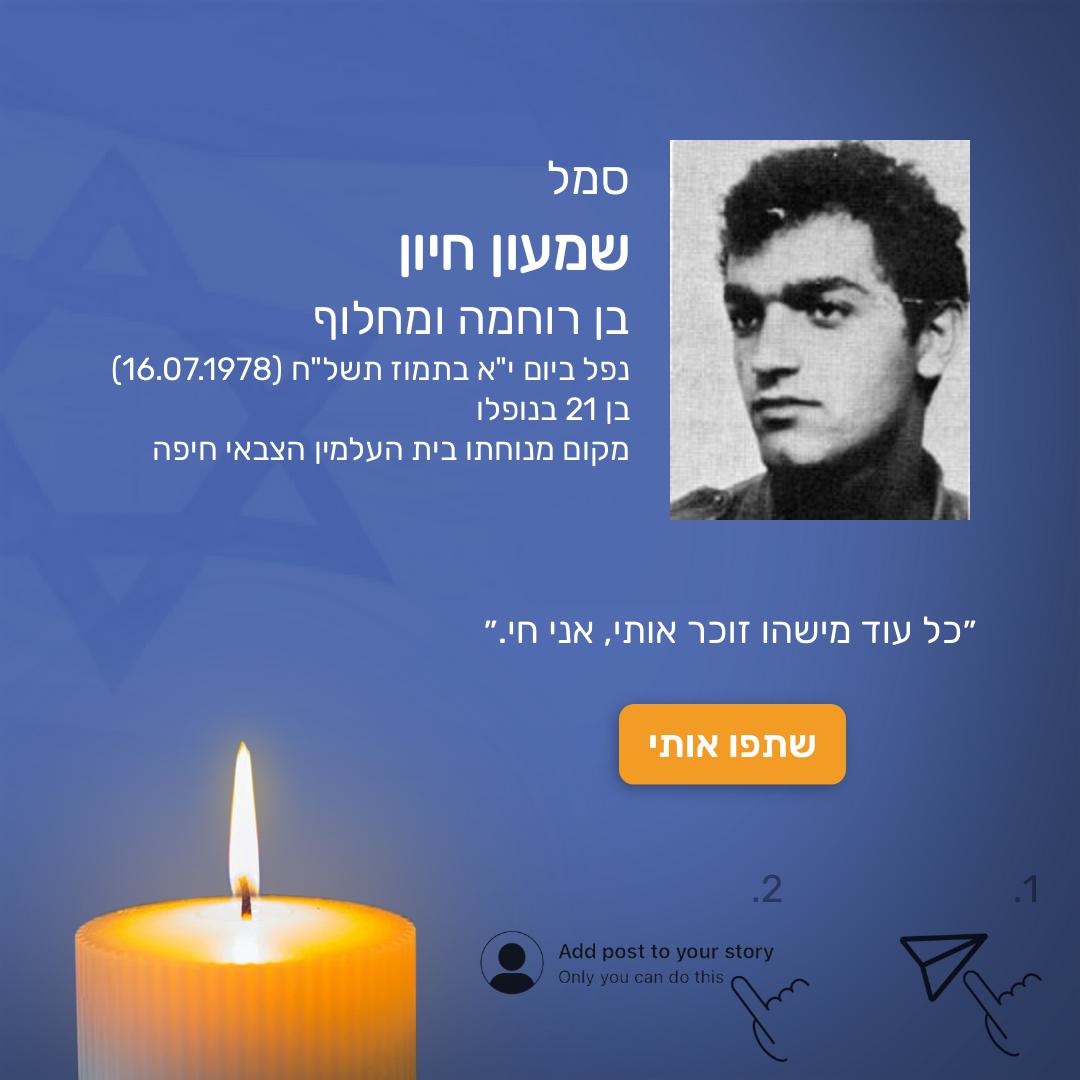 סמל
שמעון חיון
בן רוחמה ומחלוף
נפל ביום י"א בתמוז תשל"ח (16.07.1978)
בן 21 בנופלו
מקום מנוחתו בית העלמין הצבאי חיפה
״כל עוד מישהו זוכר אותי, אני חי.״
שתפו אותי
.1
.2
Add post to your story
Only you can do this